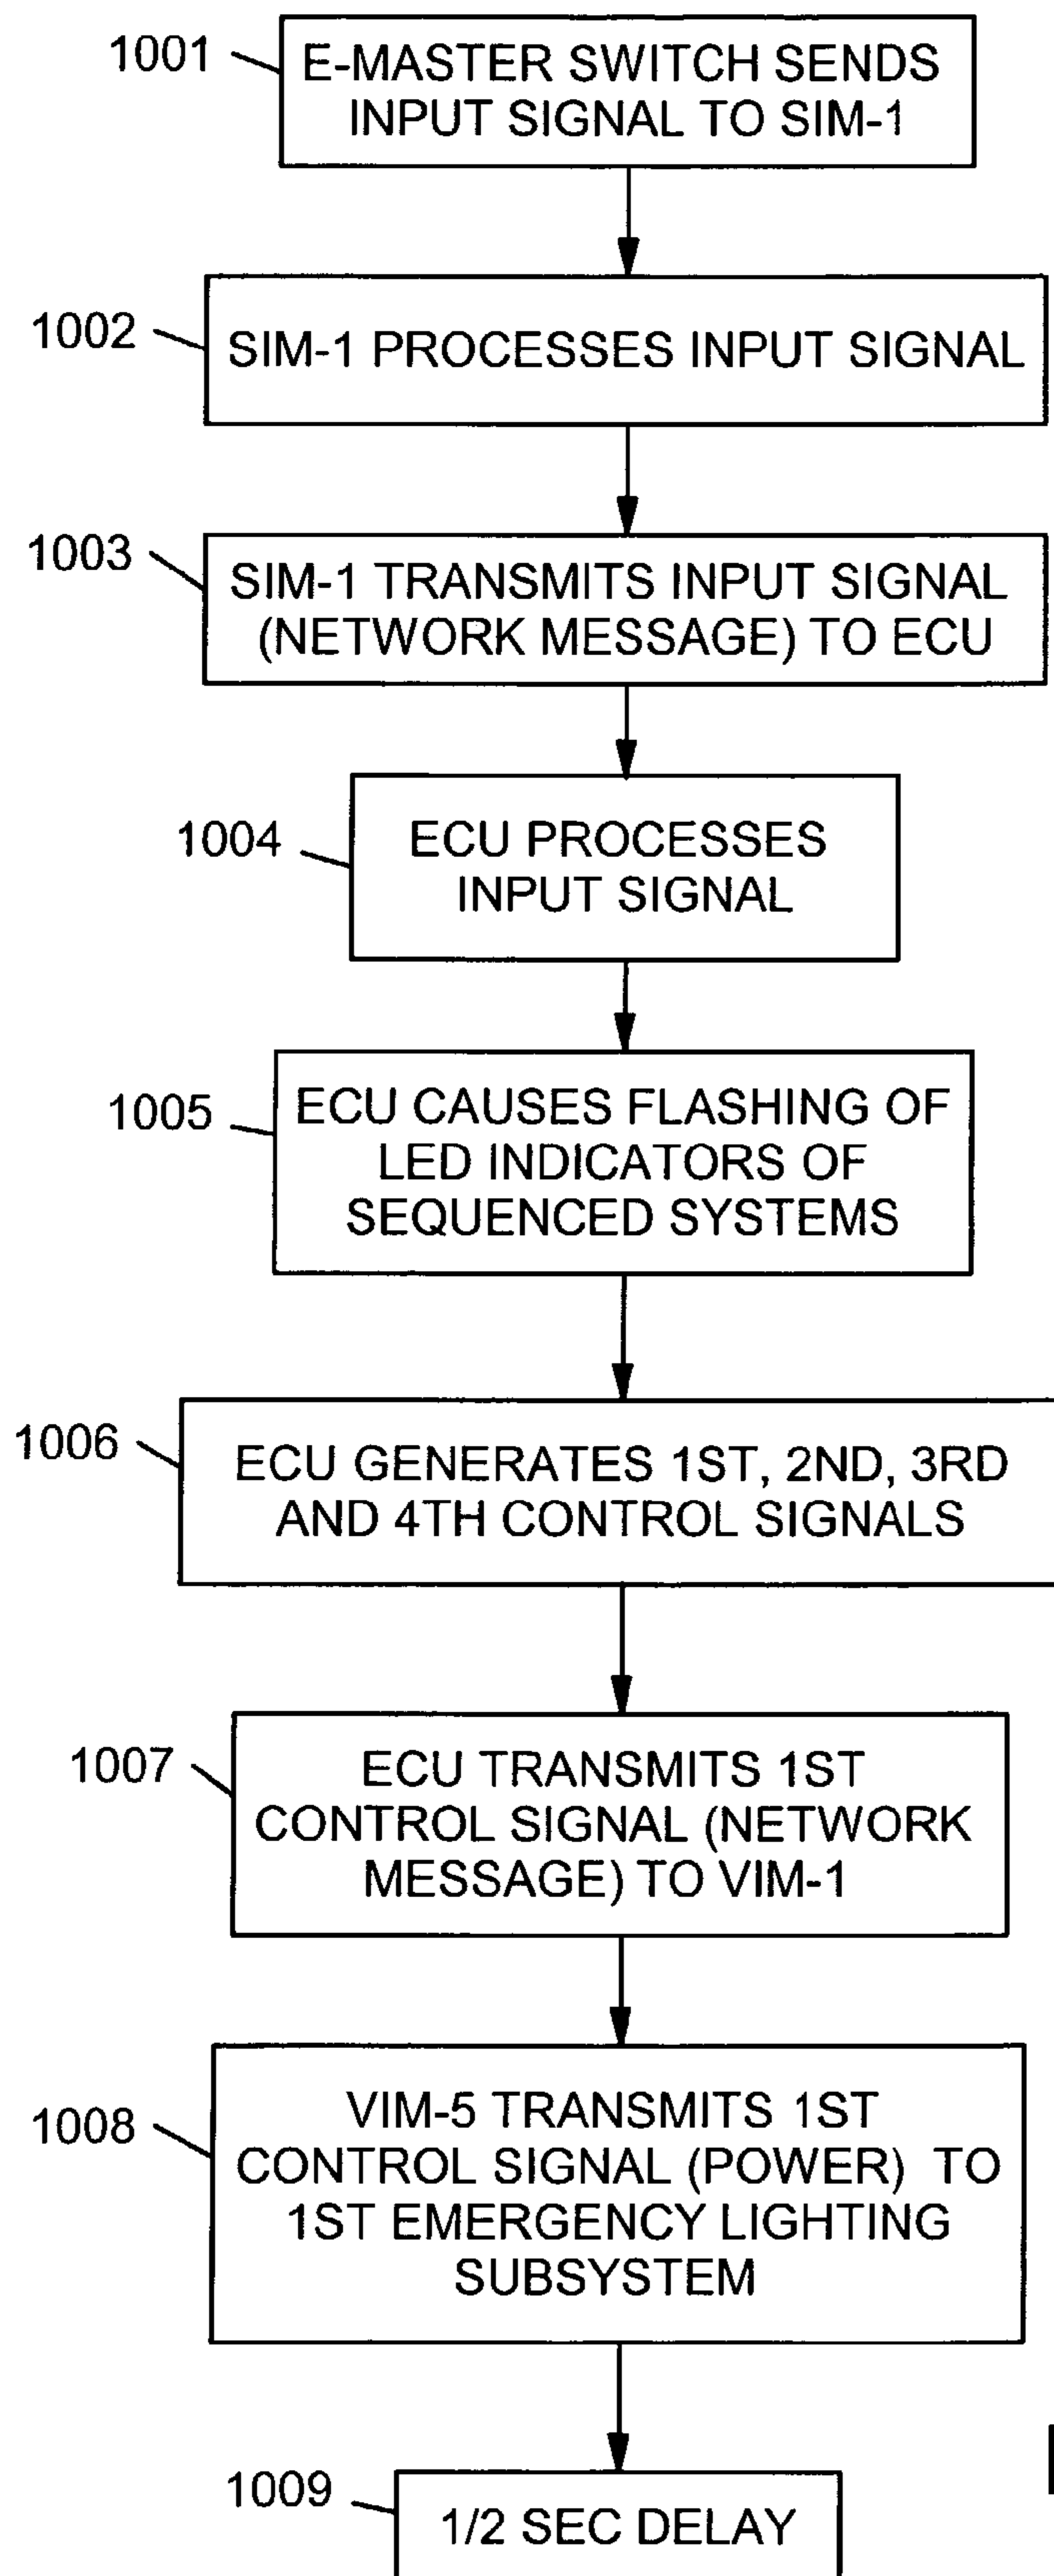 1001
E-MASTER SWITCH SENDS
INPUT SIGNAL TO SIM-1
1002
SIM-1 PROCESSES INPUT SIGNAL
1003
SIM-1 TRANSMITS INPUT SIGNAL
(NETWORK MESSAGE) TO ECU
1004
ECU PROCESSES
INPUT SIGNAL
1005
ECU CAUSES FLASHING OF
LED INDICATORS OF
SEQUENCED SYSTEMS
1006
ECU GENERATES 1ST, 2ND, 3RD
AND 4TH CONTROL SIGNALS
1007
ECU TRANSMITS 1ST
CONTROL SIGNAL (NETWORK
MESSAGE) TO VIM-1
1008
VIM-5 TRANSMITS 1ST
CONTROL SIGNAL (POWER) TO
1ST EMERGENCY LIGHTING
SUBSYSTEM
1009
1/2 SEC DELAY